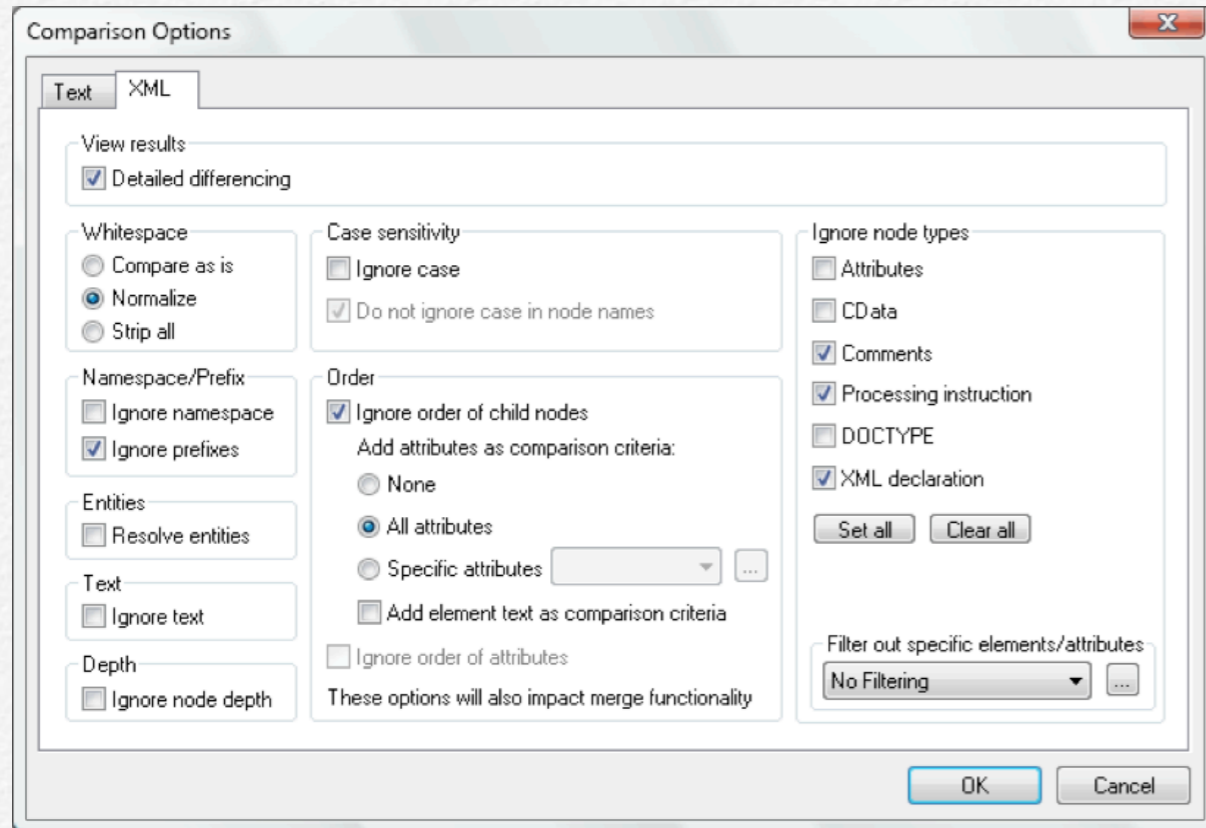 Comparison Options
Text
XML
View results
Detailed differencing
Whitespace
Compare as is
Normalize
Strip all
Namespace/Prefix
Ignore namespace
Ignore prefixes
Entities
Resolve entities
Text
Ignore text
Depth
Ignore node depth
Case sensitivity
Ignore case
Do not ignore case in node names
Order
Ignore order of child nodes
Add attributes as comparison criteria:
None
All attributes
Specific attributes
...
Add element text as comparison criteria
Ignore order of attributes
These options will also impact merge functionality
Ignore node types
Attributes
CData
Comments
Processing instruction
DOCTYPE
XML declaration
Set all
Clear all
Filter out specific elements/attributes
No Filtering
...
OK
Cancel